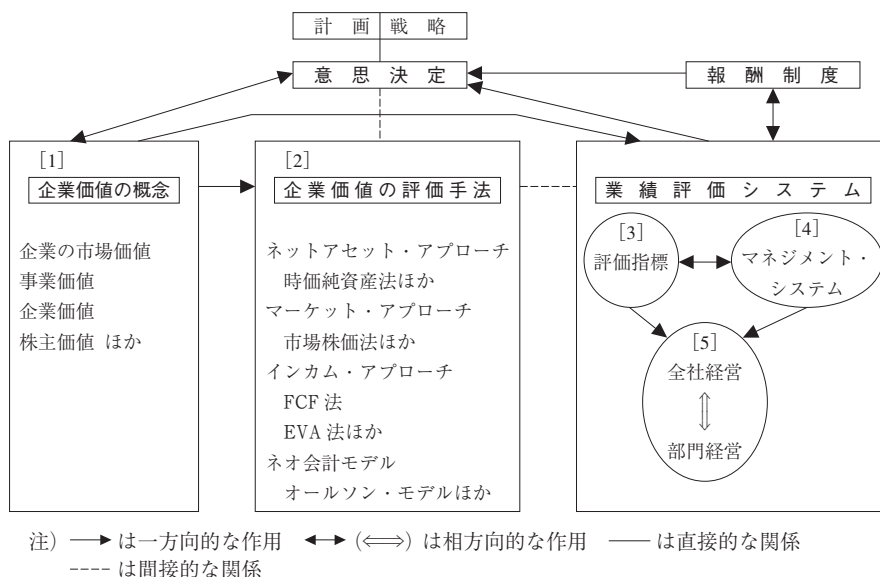 計画 戦略
意思決定
報酬制度
[1]
企業価値の概念
企業の市場価値
事業価値
企業価値
株主価値 ほか
[2]
企業価値の評価手法
ネットアセット・アプローチ
時価純資産法ほか
マーケット・アプローチ
市場株価法ほか
インカム・アプローチ
FCF 法
EVA 法ほか
ネオ会計モデル
オールソン・モデルほか
業績評価システム
[3]
評価指標
[4]
マネジメント・
システム
[5]
全社経営
部門経営
注) は一方向的な作用 (⟺) は相方向的な作用 は直接的な関係
は間接的な関係